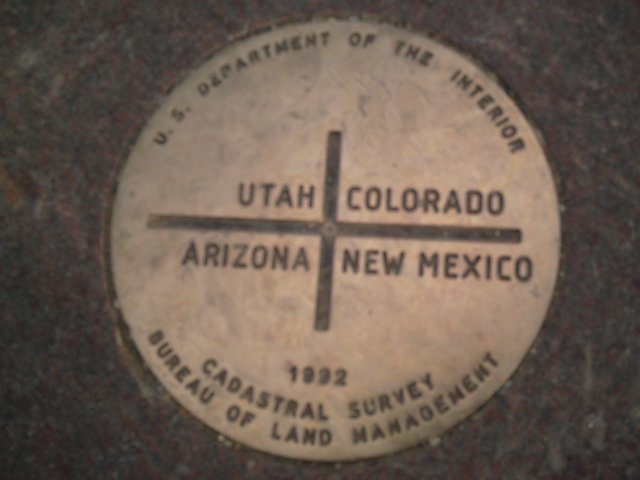 U.S. DEPARTMENT OF THE INTERIOR
UTAH COLORADO
ARIZONA NEW MEXICO
1992
CADASTRAL SURVEY
BUREAU OF LAND MANAGEMENT